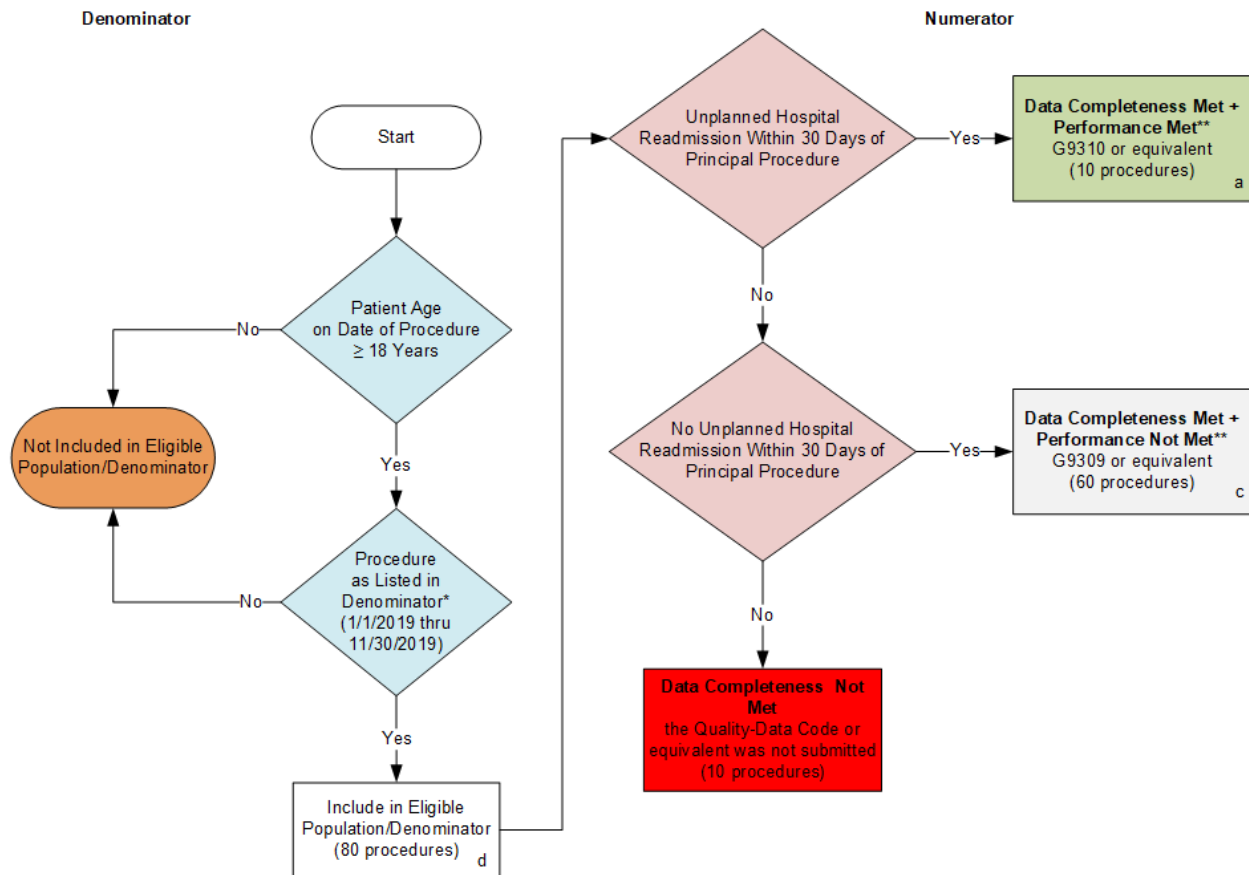 Denominator
Numerator
Start
Patient Age
on Date of Procedure
≥ 18 Years
No
Not Included in Eligible
Population/Denominator
Yes
Procedure
as Listed in
Denominator*
(1/1/2019 thru
11/30/2019)
No
Yes
Include in Eligible
Population/Denominator
(80 procedures)
d
Unplanned Hospital
Readmission Within 30 Days of
Principal Procedure
Yes
Data Completeness Met +
Performance Met**
G9310 or equivalent
(10 procedures)
a
No
No Unplanned Hospital
Readmission Within 30 Days of
Principal Procedure
Yes
Data Completeness Met +
Performance Not Met**
G9309 or equivalent
(60 procedures)
c
No
Data Completeness Not
Met
the Quality-Data Code or
equivalent was not submitted
(10 procedures)